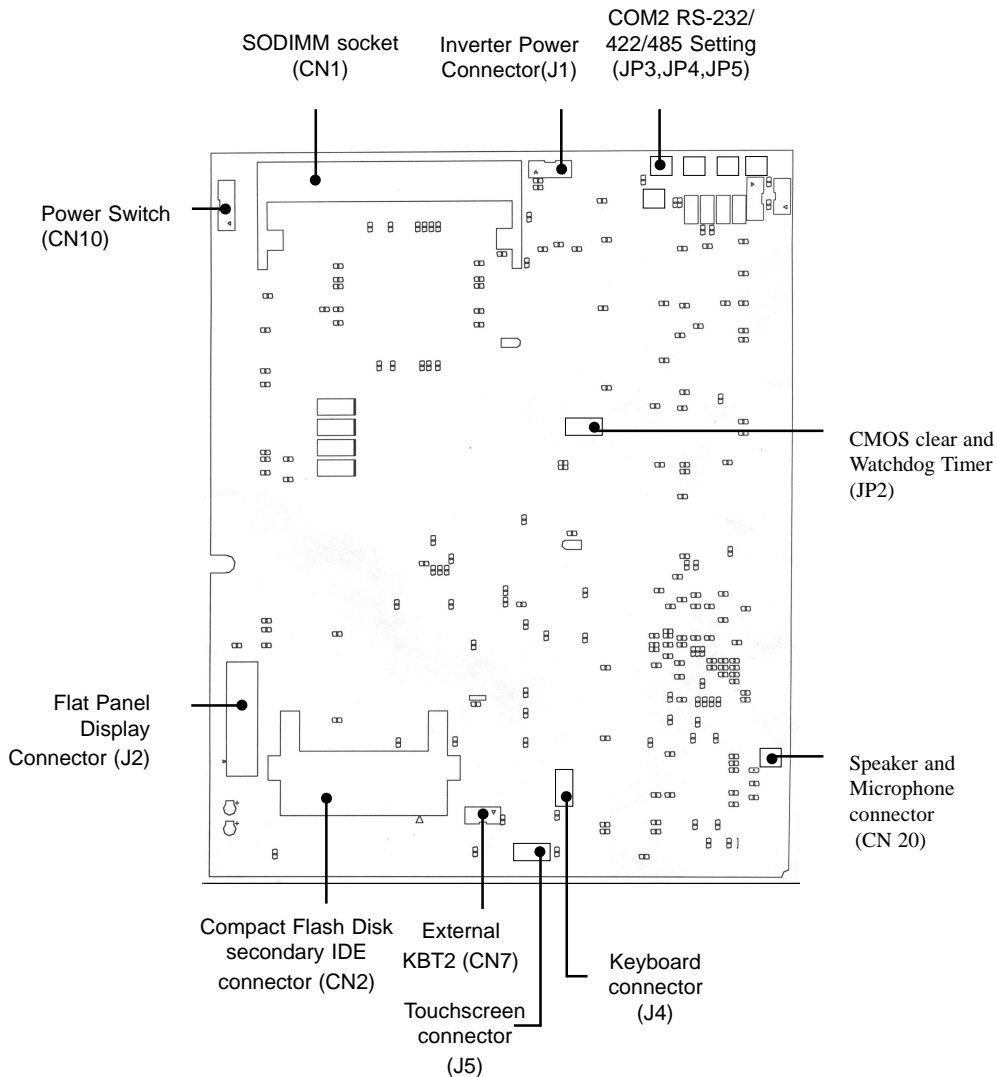 SODIMM socket
(CN1)
Inverter Power
Connector(J1)
COM2 RS-232/
422/485 Setting
(JP3,JP4,JP5)
Power Switch
(CN10)
CMOS clear and
Watchdog Timer
(JP2)
Flat Panel
Display
Connector (J2)
Speaker and
Microphone
connector
(CN 20)
Compact Flash Disk
secondary IDE
connector (CN2)
External
KBT2 (CN7)
Touchscreen
connector
(J5)
Keyboard
connector
(J4)